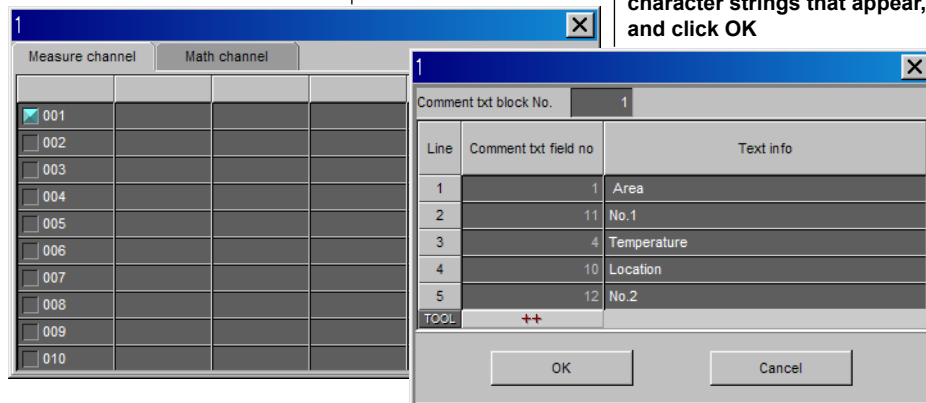 character strings that appear,
and click OK
1
Measure channel Math channel
001
002
003
004
005
006
007
008
009
010
1
Comment txt block No. 1
Line Comment txt field no Text info
1 1 Area
2 11 No.1
3 4 Temperature
4 10 Location
5 12 No.2
TOOL ++
OK Cancel